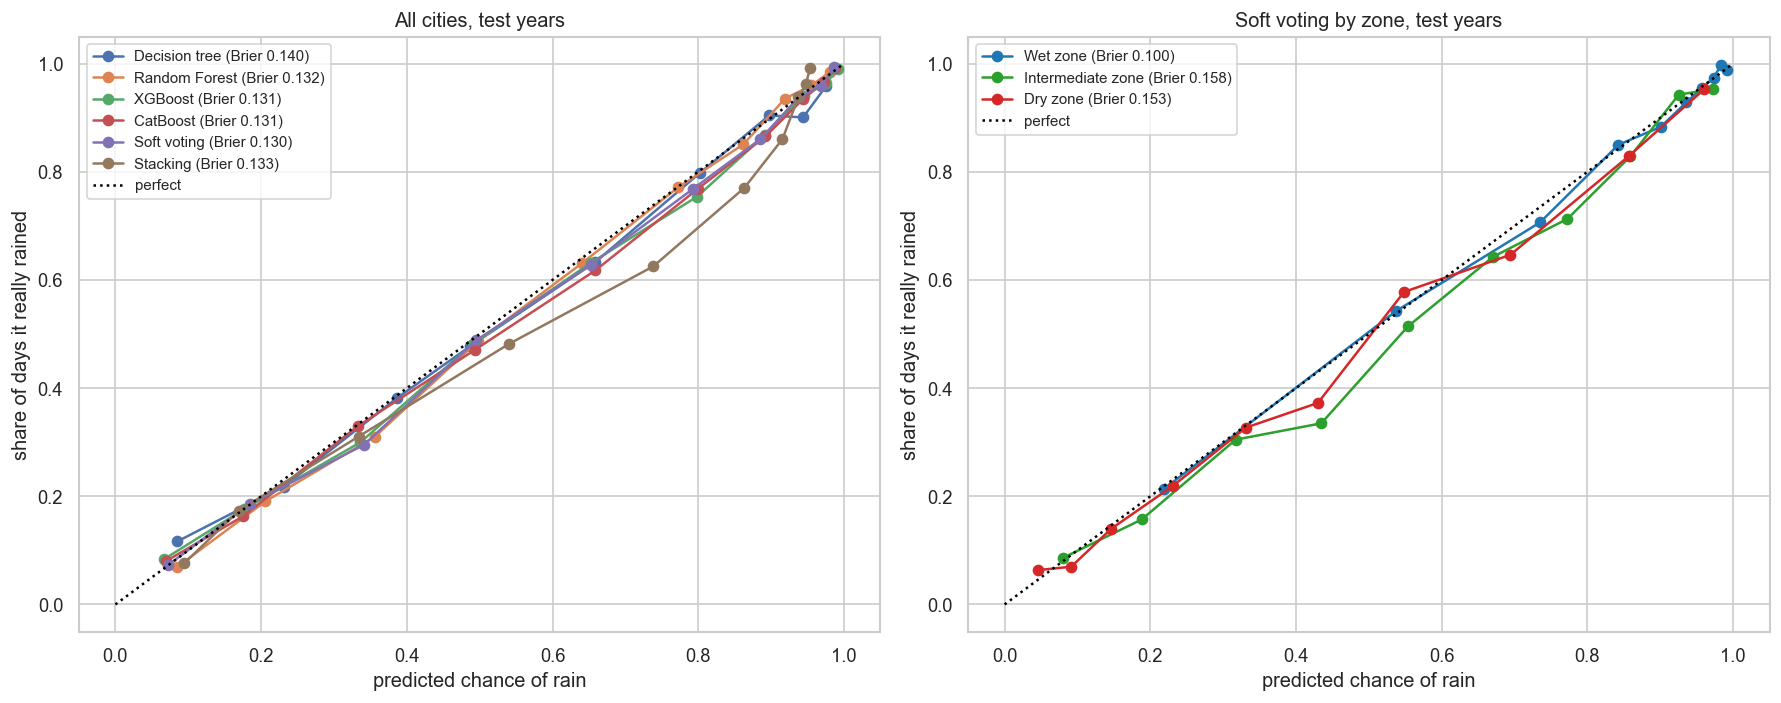 All cities, test years
Decision tree (Brier 0.140)
Random Forest (Brier 0.132)
XGBoost (Brier 0.131)
CatBoost (Brier 0.131)
Soft voting (Brier 0.130)
Stacking (Brier 0.133)
perfect
share of days it really rained
1.0
0.8
0.6
0.4
0.2
0.0
0.0 0.2 0.4 0.6 0.8 1.0
predicted chance of rain
Soft voting by zone, test years
Wet zone (Brier 0.100)
Intermediate zone (Brier 0.158)
Dry zone (Brier 0.153)
perfect
share of days it really rained
1.0
0.8
0.6
0.4
0.2
0.0
0.0 0.2 0.4 0.6 0.8 1.0
predicted chance of rain